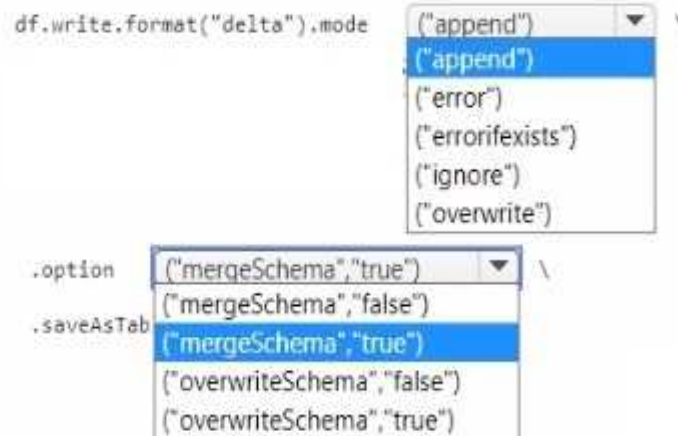 df.write.format("delta").mode ("append") \
("append")
("error")
("errorifexists")
("ignore")
("overwrite")
.option ("mergeSchema","true") \
("mergeSchema","false")
.saveAsTab
("mergeSchema","true")
("overwriteSchema","false")
("overwriteSchema","true")